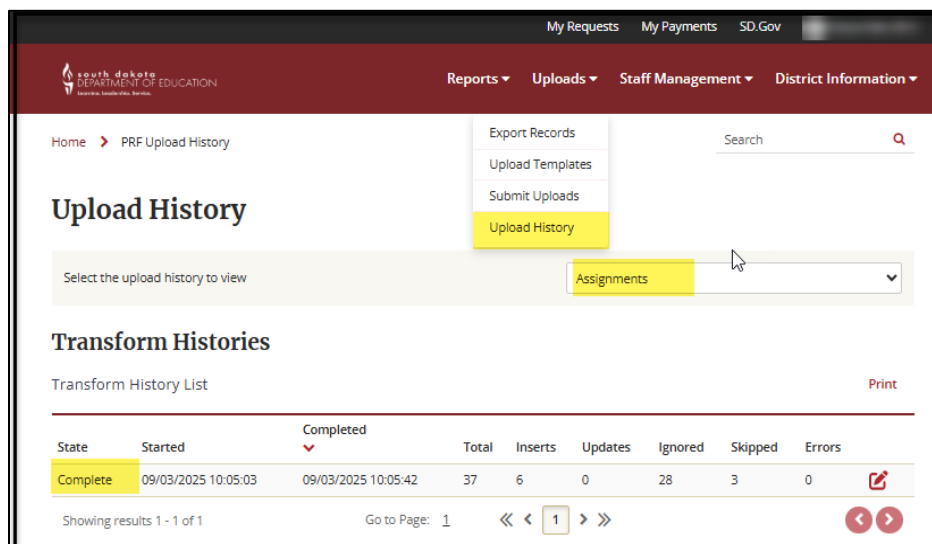 My Requests My Payments SD.Gov
south dakota
DEPARTMENT OF EDUCATION
Learning. Leadership. Service.
Reports Uploads Staff Management District Information
Home PRF Upload History
Export Records
Upload Templates
Submit Uploads
Upload History
Search
Upload History
Select the upload history to view
Assignments
Transform Histories
Transform History List
Print
State Started Completed Total Inserts Updates Ignored Skipped Errors
Complete 09/03/2025 10:05:03 09/03/2025 10:05:42 37 6 0 28 3 0
Showing results 1 - 1 of 1 Go to Page: 1 1